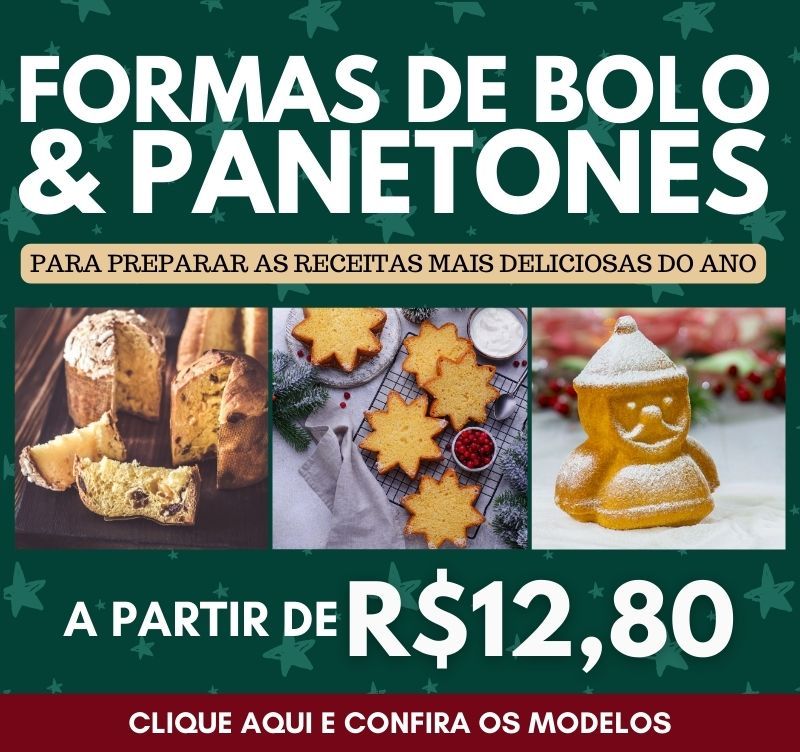 FORMAS DE BOLO
& PANETONES
PARA PREPARAR AS RECEITAS MAIS DELICIOSAS DO ANO
A PARTIR DE R$12,80
CLIQUE AQUI E CONFIRA OS MODELOS